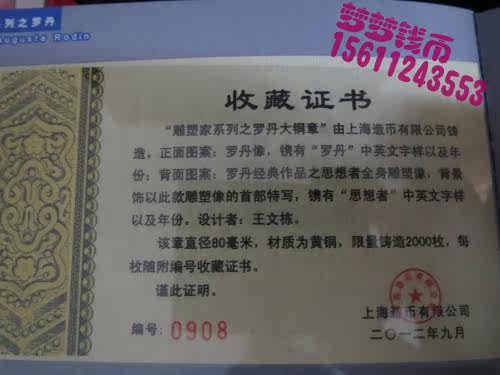 系列之罗丹
Auguste Rodin
梦梦钱币
15611243553
收藏证书
“雕塑家系列之罗丹大铜章”由上海造币有限公司铸
造。正面图案：罗丹像，镌有“罗丹”中英文字样以及年
份；背面图案：罗丹经典作品之思想者全身雕塑像，背景
饰以此款雕塑像的首部特写，镌有“思想者”中英文字样
以及年份。设计者：王文栋。
该章直径80毫米，材质为黄铜，限量铸造2000枚，每
枚随附编号收藏证书。
谨此证明。
上海造币有限公司
编号：0908
二〇一二年九月